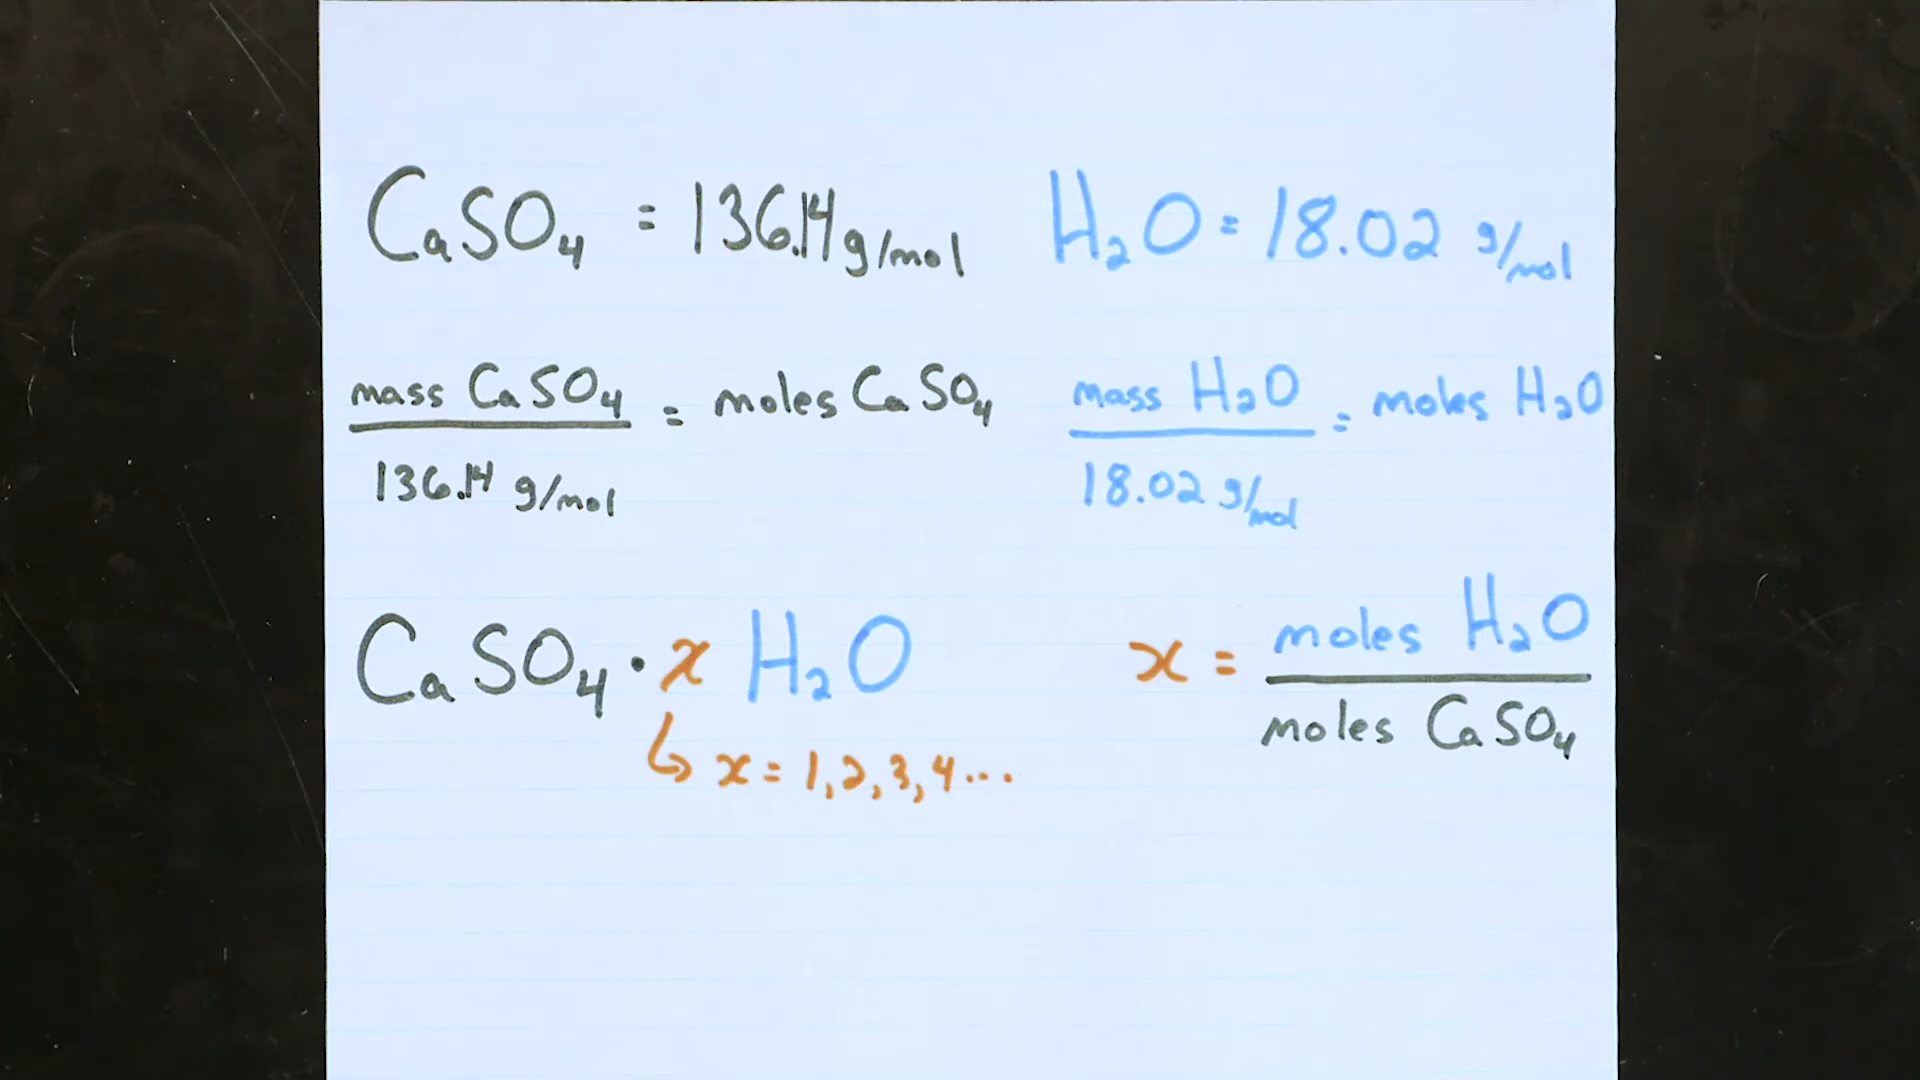 CaSO₄ = 136.14 g/mol
H₂O = 18.02 g/mol
mass CaSO₄ / 136.14 g/mol = moles CaSO₄
mass H₂O / 18.02 g/mol = moles H₂O
CaSO₄ · x H₂O
↳ x = 1, 2, 3, 4 ...
x = moles H₂O / moles CaSO₄